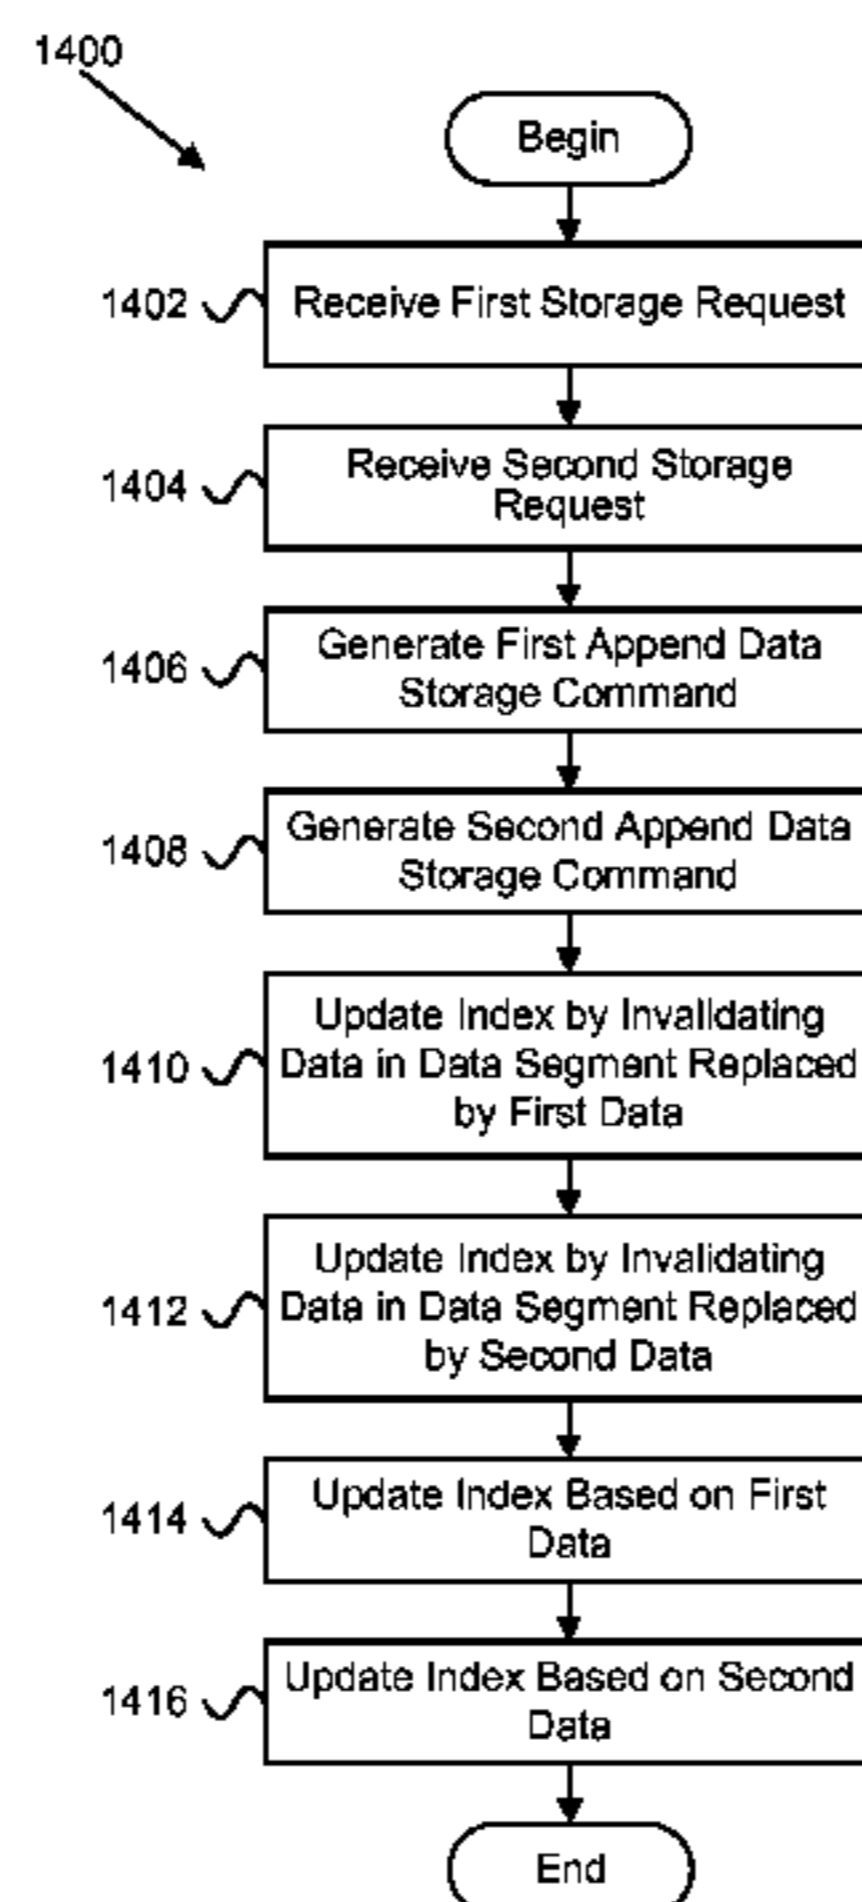 1400
Begin
1402
Receive First Storage Request
1404
Receive Second Storage
Request
1406
Generate First Append Data
Storage Command
1408
Generate Second Append Data
Storage Command
1410
Update Index by Invalidating
Data in Data Segment Replaced
by First Data
1412
Update Index by Invalidating
Data in Data Segment Replaced
by Second Data
1414
Update Index Based on First
Data
1416
Update Index Based on Second
Data
End